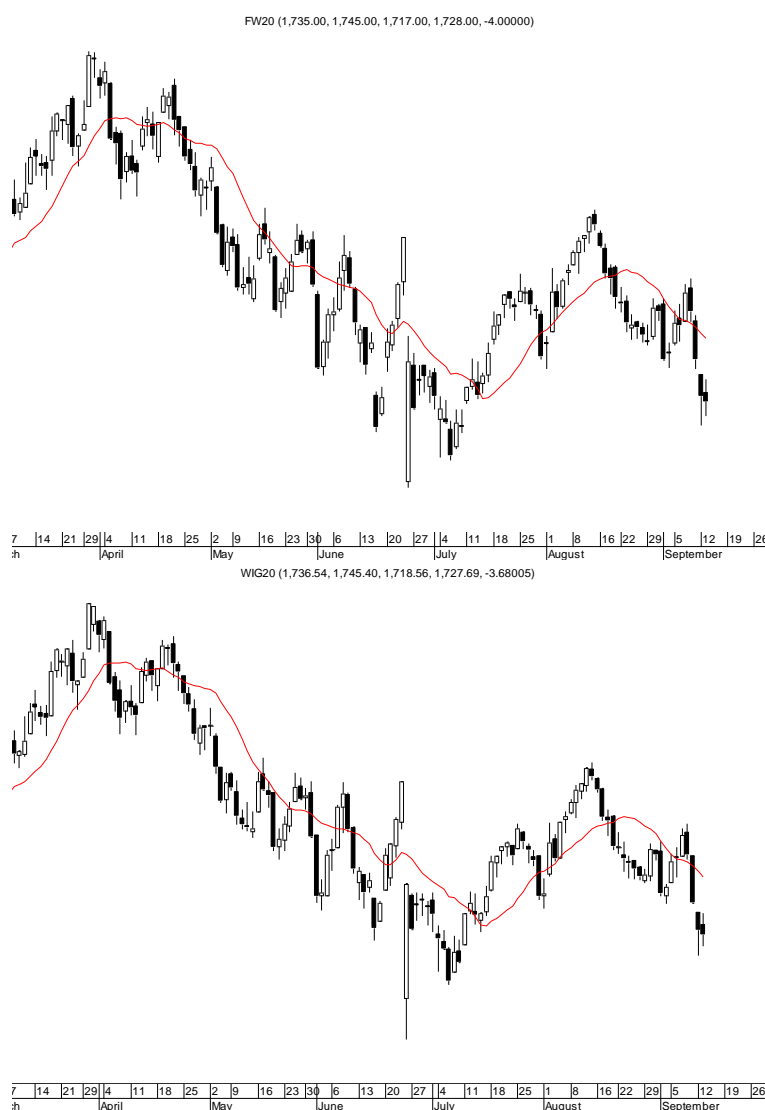 FW20 (1,735.00, 1,745.00, 1,717.00, 1,728.00, -4.00000)
7 14 21 29 4 11 18 25 2 9 16 23 30 6 13 20 27 4 11 18 25 1 8 16 22 29 5 12 19 26
ch April May June July August September
WIG20 (1,736.54, 1,745.40, 1,718.56, 1,727.69, -3.68005)
7 14 21 29 4 11 18 25 2 9 16 23 30 6 13 20 27 4 11 18 25 1 8 16 22 29 5 12 19 26
ch April May June July August September